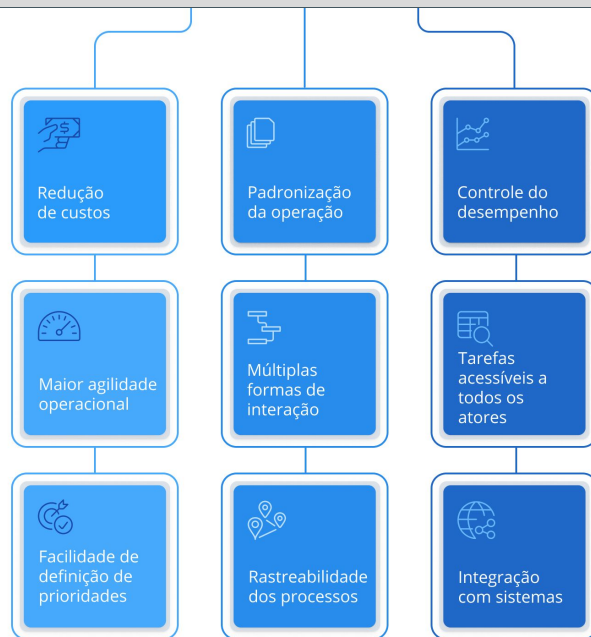 Redução
de custos
Padronização
da operação
Controle do
desempenho
Maior agilidade
operacional
Múltiplas
formas de
interação
Tarefas
acessíveis a
todos os
atores
Facilidade de
definição de
prioridades
Rastreabilidade
dos processos
Integração
com sistemas